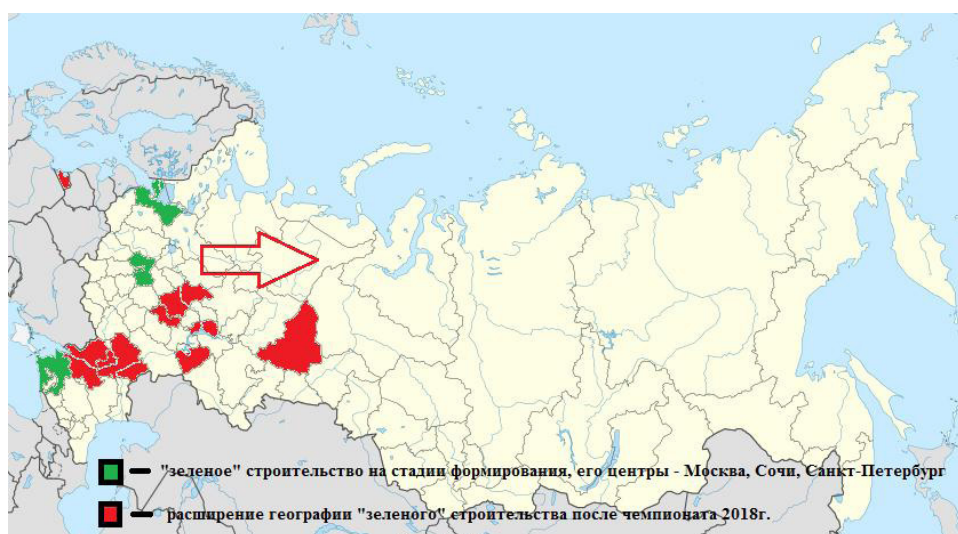 "зеленое" строительство на стадии формирования, его центры - Москва, Сочи, Санкт-Петербург
расширение географии "зеленого" строительства после чемпионата 2018г.